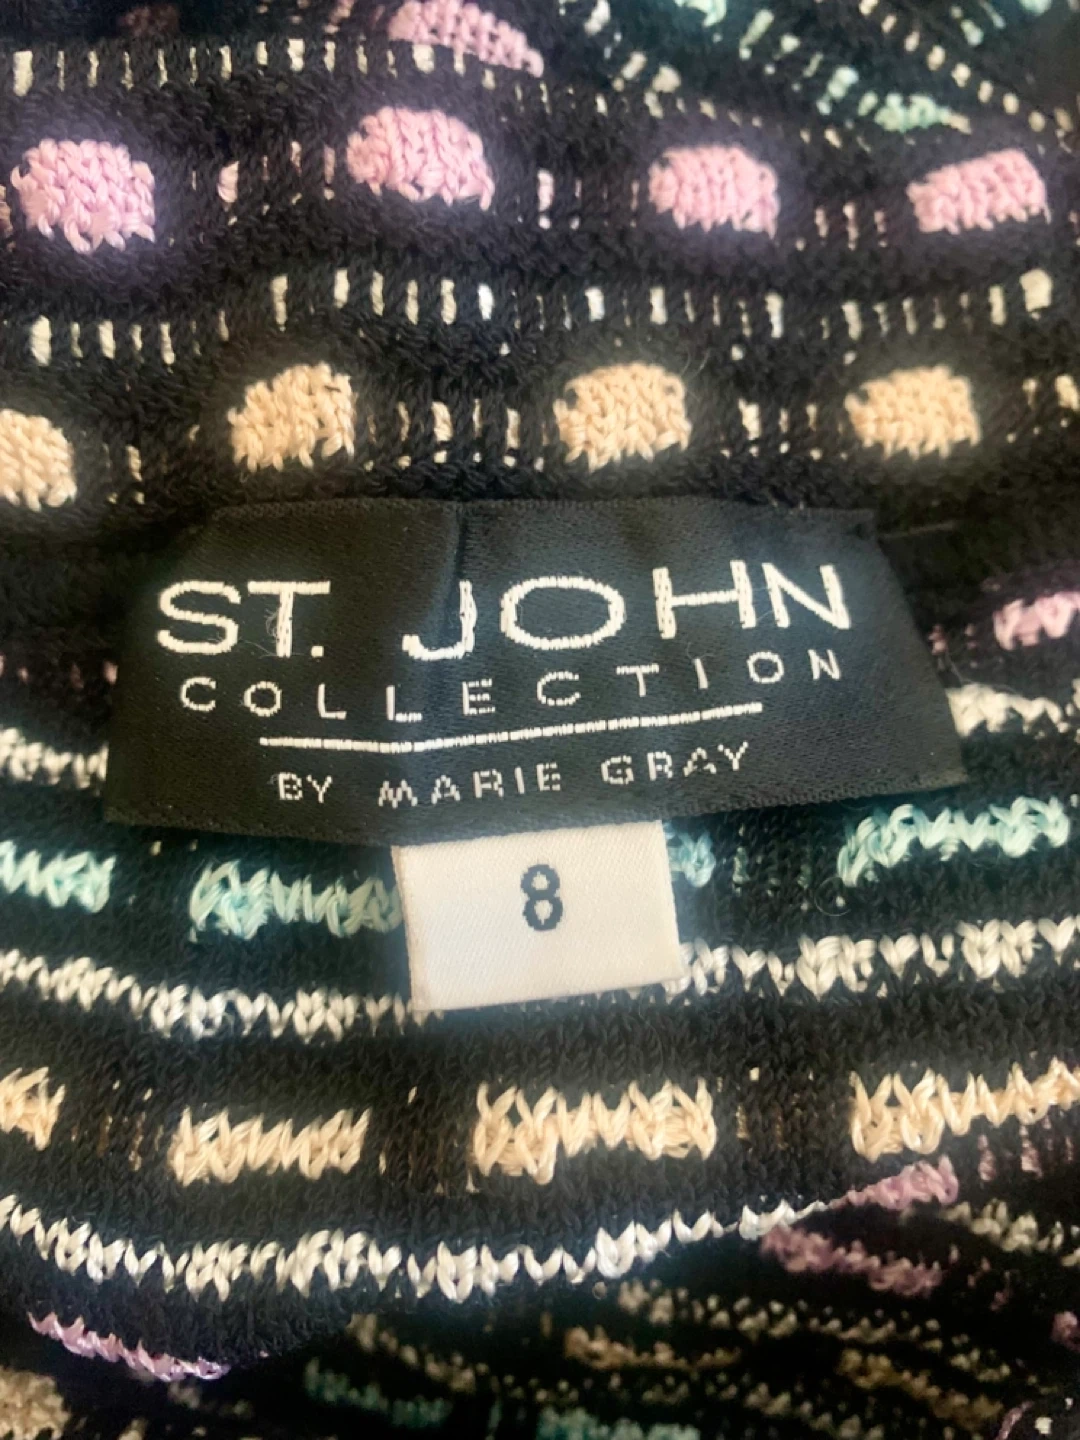 ST. JOHN
COLLECTION
BY MARIE GRAY
8